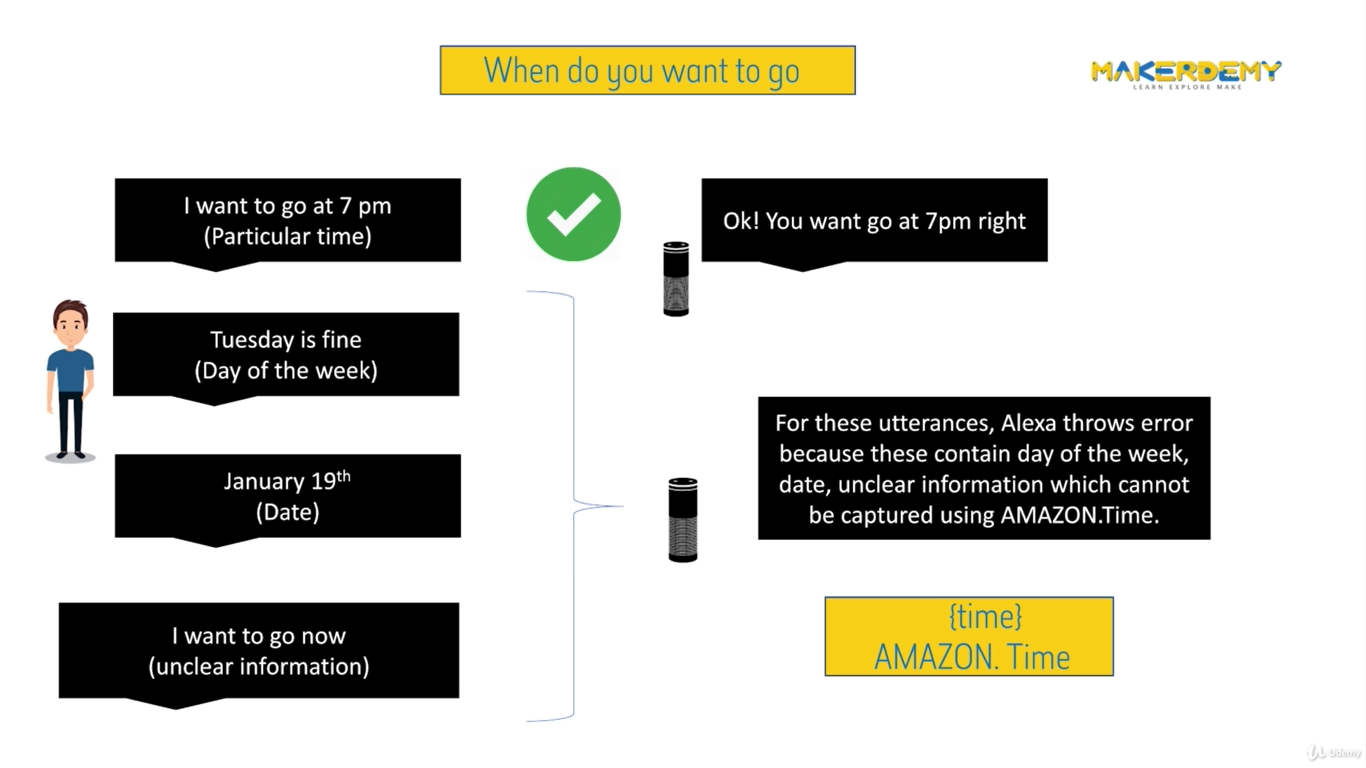 When do you want to go
MAKERDEMY
LEARN EXPLORE MAKE
I want to go at 7 pm
(Particular time)
Ok! You want go at 7pm right
Tuesday is fine
(Day of the week)
January 19th
(Date)
For these utterances, Alexa throws error
because these contain day of the week,
date, unclear information which cannot
be captured using AMAZON.Time.
I want to go now
(unclear information)
{time}
AMAZON. Time
Udemy